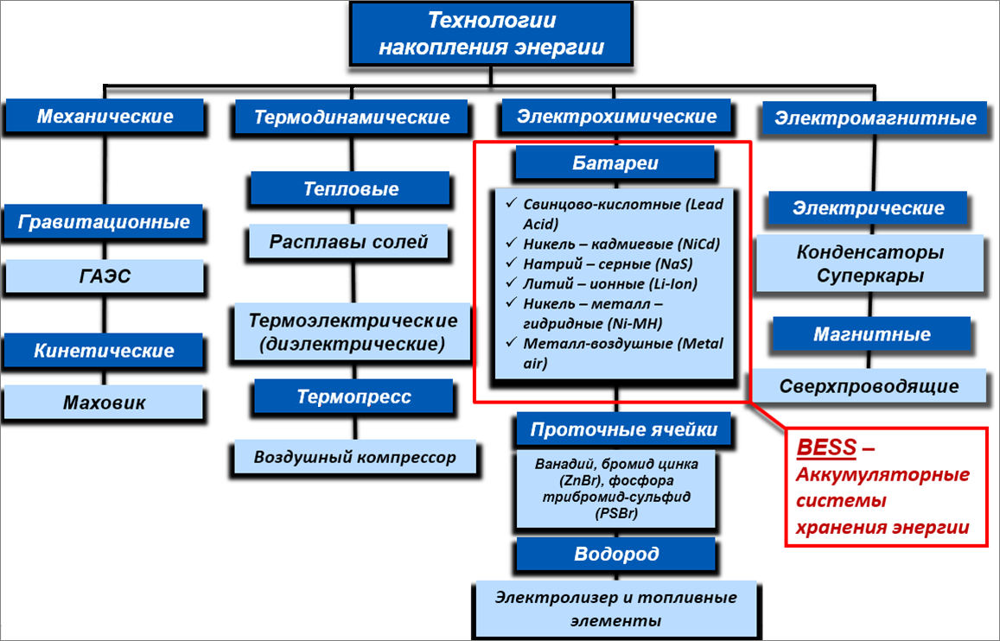 Технологии
накопления энергии
Механические
Гравитационные
ГАЭС
Кинетические
Маховик
Термодинамические
Тепловые
Расплавы солей
Термоэлектрические
(диэлектрические)
Термопресс
Воздушный компрессор
Электрохимические
Батареи
✓ Свинцово-кислотные (Lead
Acid)
✓ Никель – кадмиевые (NiCd)
✓ Натрий – серные (NaS)
✓ Литий – ионные (Li-Ion)
✓ Никель – металл –
гидридные (Ni-MH)
✓ Металл-воздушные (Metal
air)
Проточные ячейки
Ванадий, бромид цинка
(ZnBr), фосфора
трибромид-сульфид
(PSBr)
Водород
Электролизер и топливные
элементы
Электромагнитные
Электрические
Конденсаторы
Суперкары
Магнитные
Сверхпроводящие
BESS –
Аккумуляторные
системы
хранения энергии